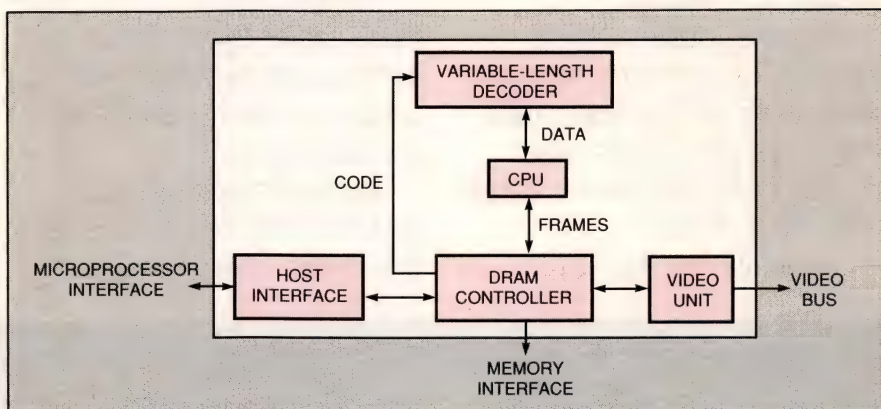 VARIABLE-LENGTH
DECODER
DATA
CPU
CODE
FRAMES
MICROPROCESSOR
INTERFACE
HOST
INTERFACE
DRAM
CONTROLLER
VIDEO
UNIT
VIDEO
BUS
MEMORY
INTERFACE